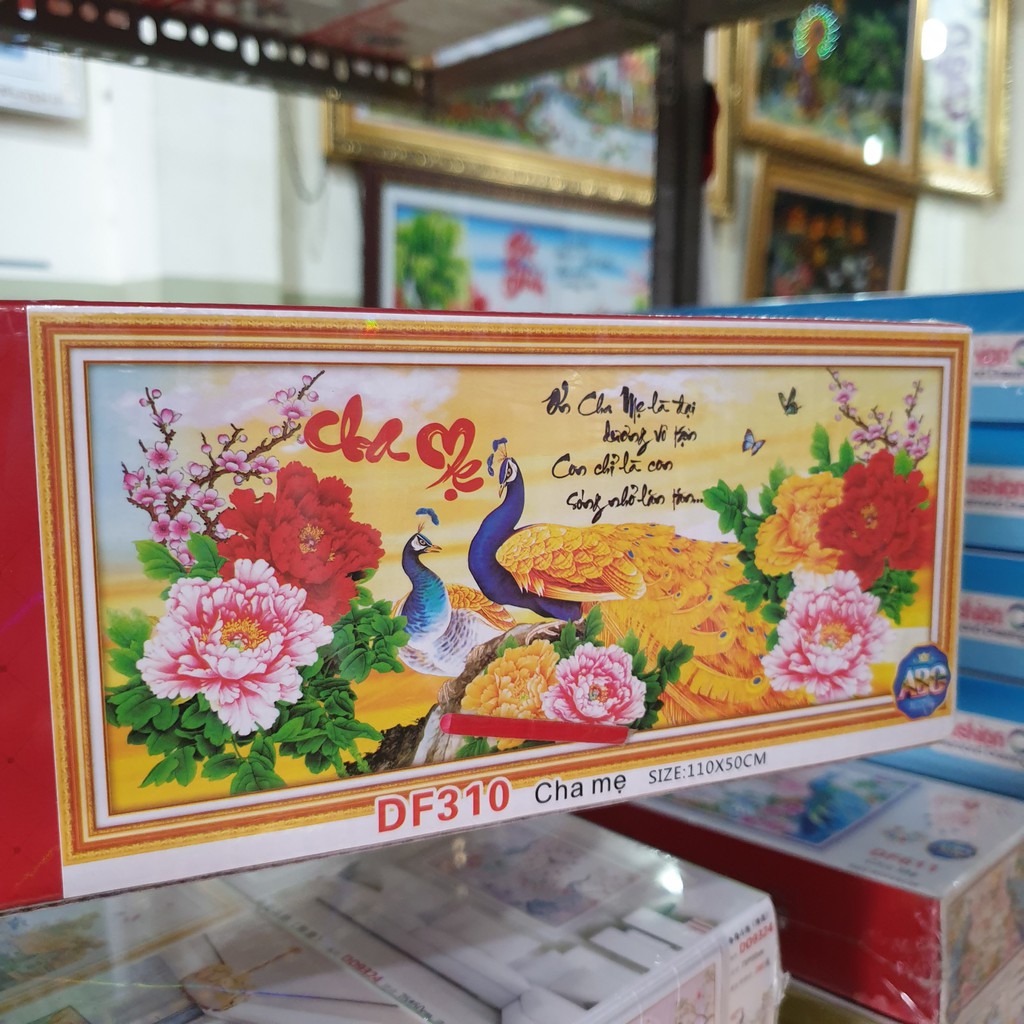 Cha Mẹ
Ơn Cha Mẹ là đại
dương vô tận
Con chỉ là con
sóng nhỏ lăn tăn...
ABC
DF310 Cha mẹ SIZE:110X50CM